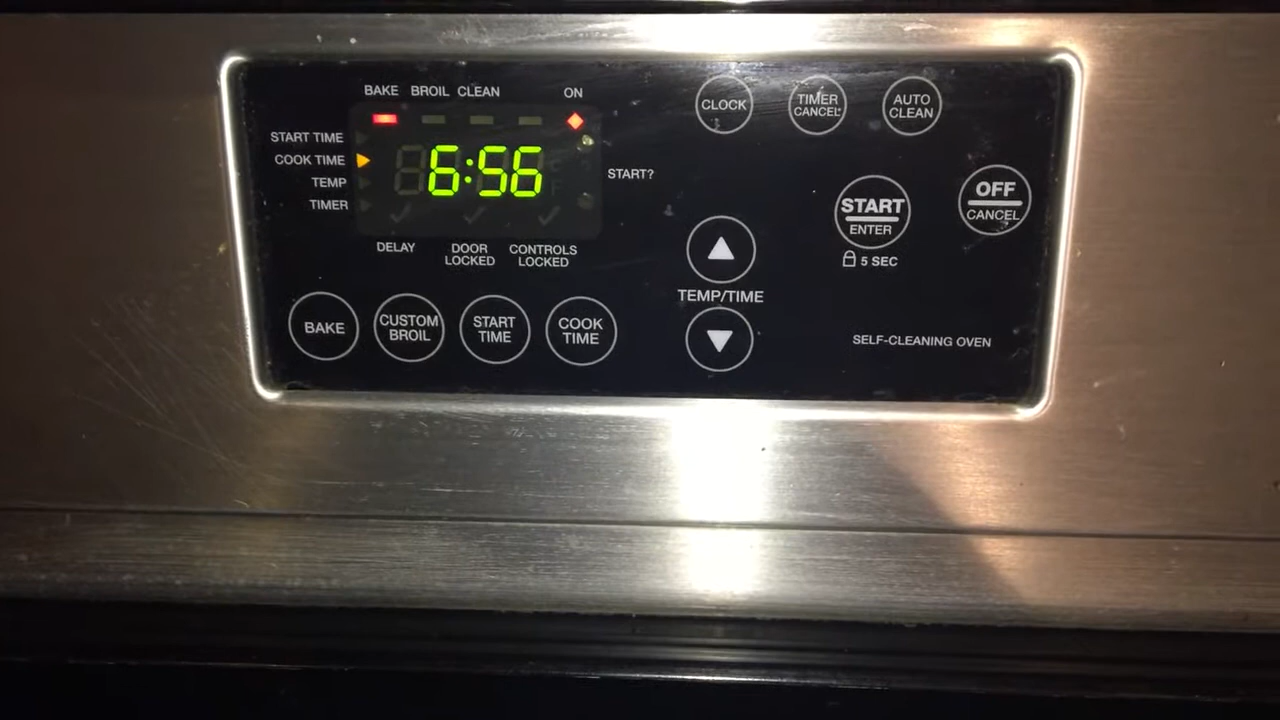 BAKE BROIL CLEAN ON
START TIME
COOK TIME
TEMP
TIMER
6:56
START?
DELAY
DOOR
LOCKED
CONTROLS
LOCKED
BAKE
CUSTOM
BROIL
START
TIME
COOK
TIME
CLOCK
TIMER
CANCEL
AUTO
CLEAN
START
ENTER
5 SEC
OFF
CANCEL
TEMP/TIME
SELF-CLEANING OVEN